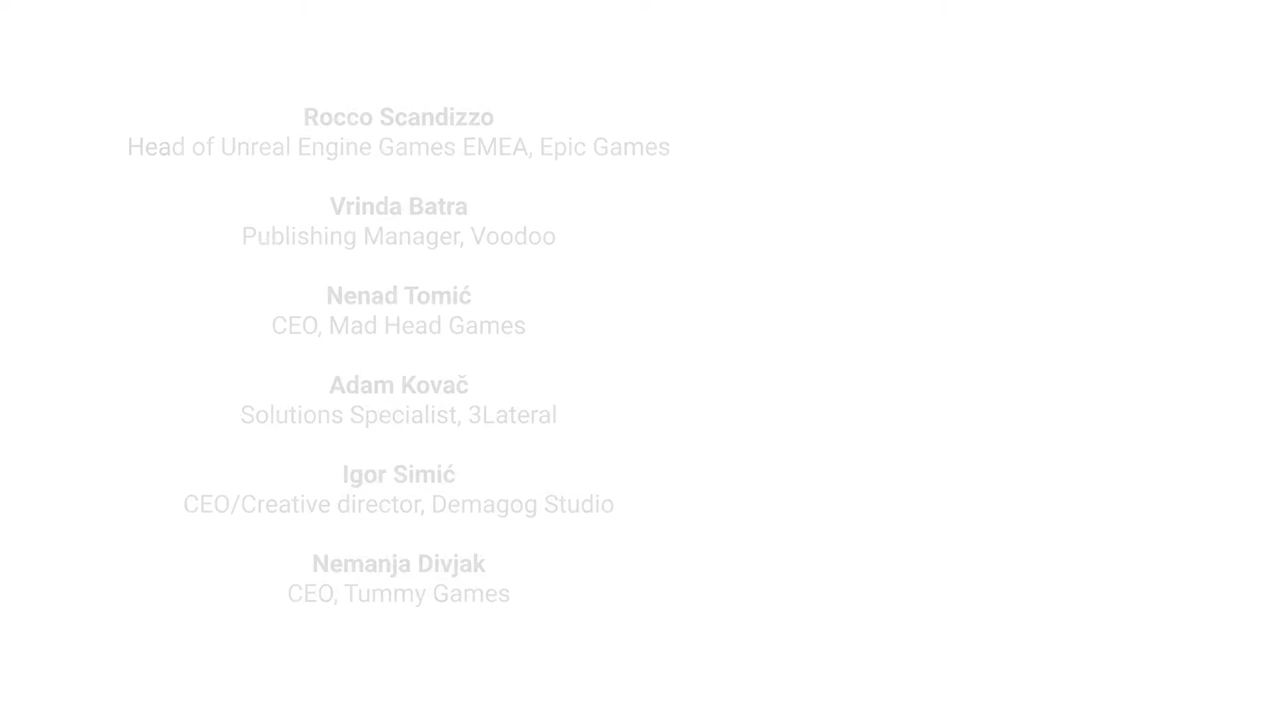 Rocco Scandizzo
Head of Unreal Engine Games EMEA, Epic Games
Vrinda Batra
Publishing Manager, Voodoo
Nenad Tomić
CEO, Mad Head Games
Adam Kovač
Solutions Specialist, 3Lateral
Igor Simić
CEO/Creative director, Demagog Studio
Nemanja Divjak
CEO, Tummy Games